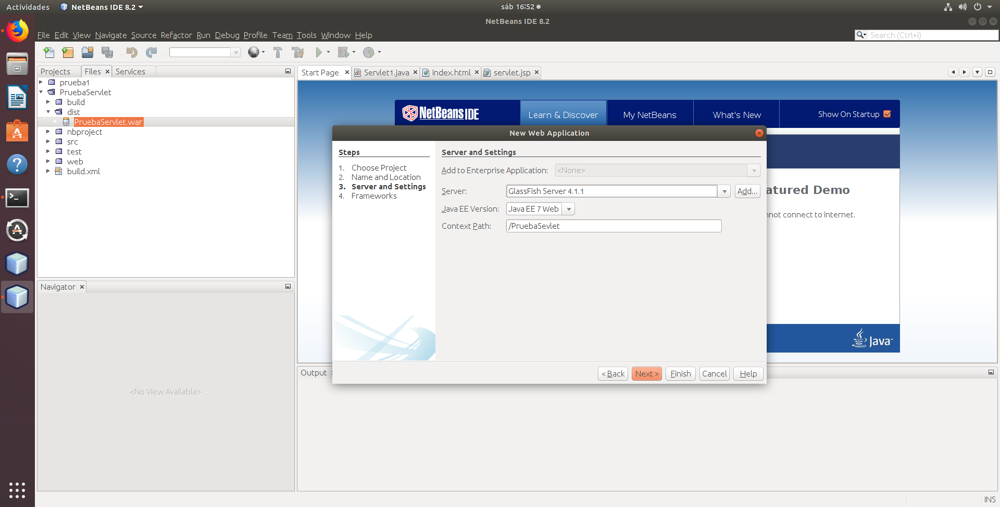 Actividades NetBeans IDE 8.2 sáb 16:52
NetBeans IDE 8.2
File Edit View Navigate Source Refactor Run Debug Profile Team Tools Window Help Search (Ctrl+I)
Projects Files Services
prueba1
PruebaServlet
build
dist
PruebaServlet.war
nbproject
src
test
web
build.xml
Navigator
<No View Available>
Start Page Servlet1.java index.html servlet.jsp
NetBeans IDE Learn & Discover My NetBeans What's New Show On Startup
New Web Application
Steps
1. Choose Project
2. Name and Location
3. Server and Settings
4. Frameworks
Server and Settings
Add to Enterprise Application: <None>
Server: GlassFish Server 4.1.1 Add...
Java EE Version: Java EE 7 Web
Context Path: /PruebaSevlet
< Back Next > Finish Cancel Help
atured Demo
nnot connect to internet.
Java™
Output
INS